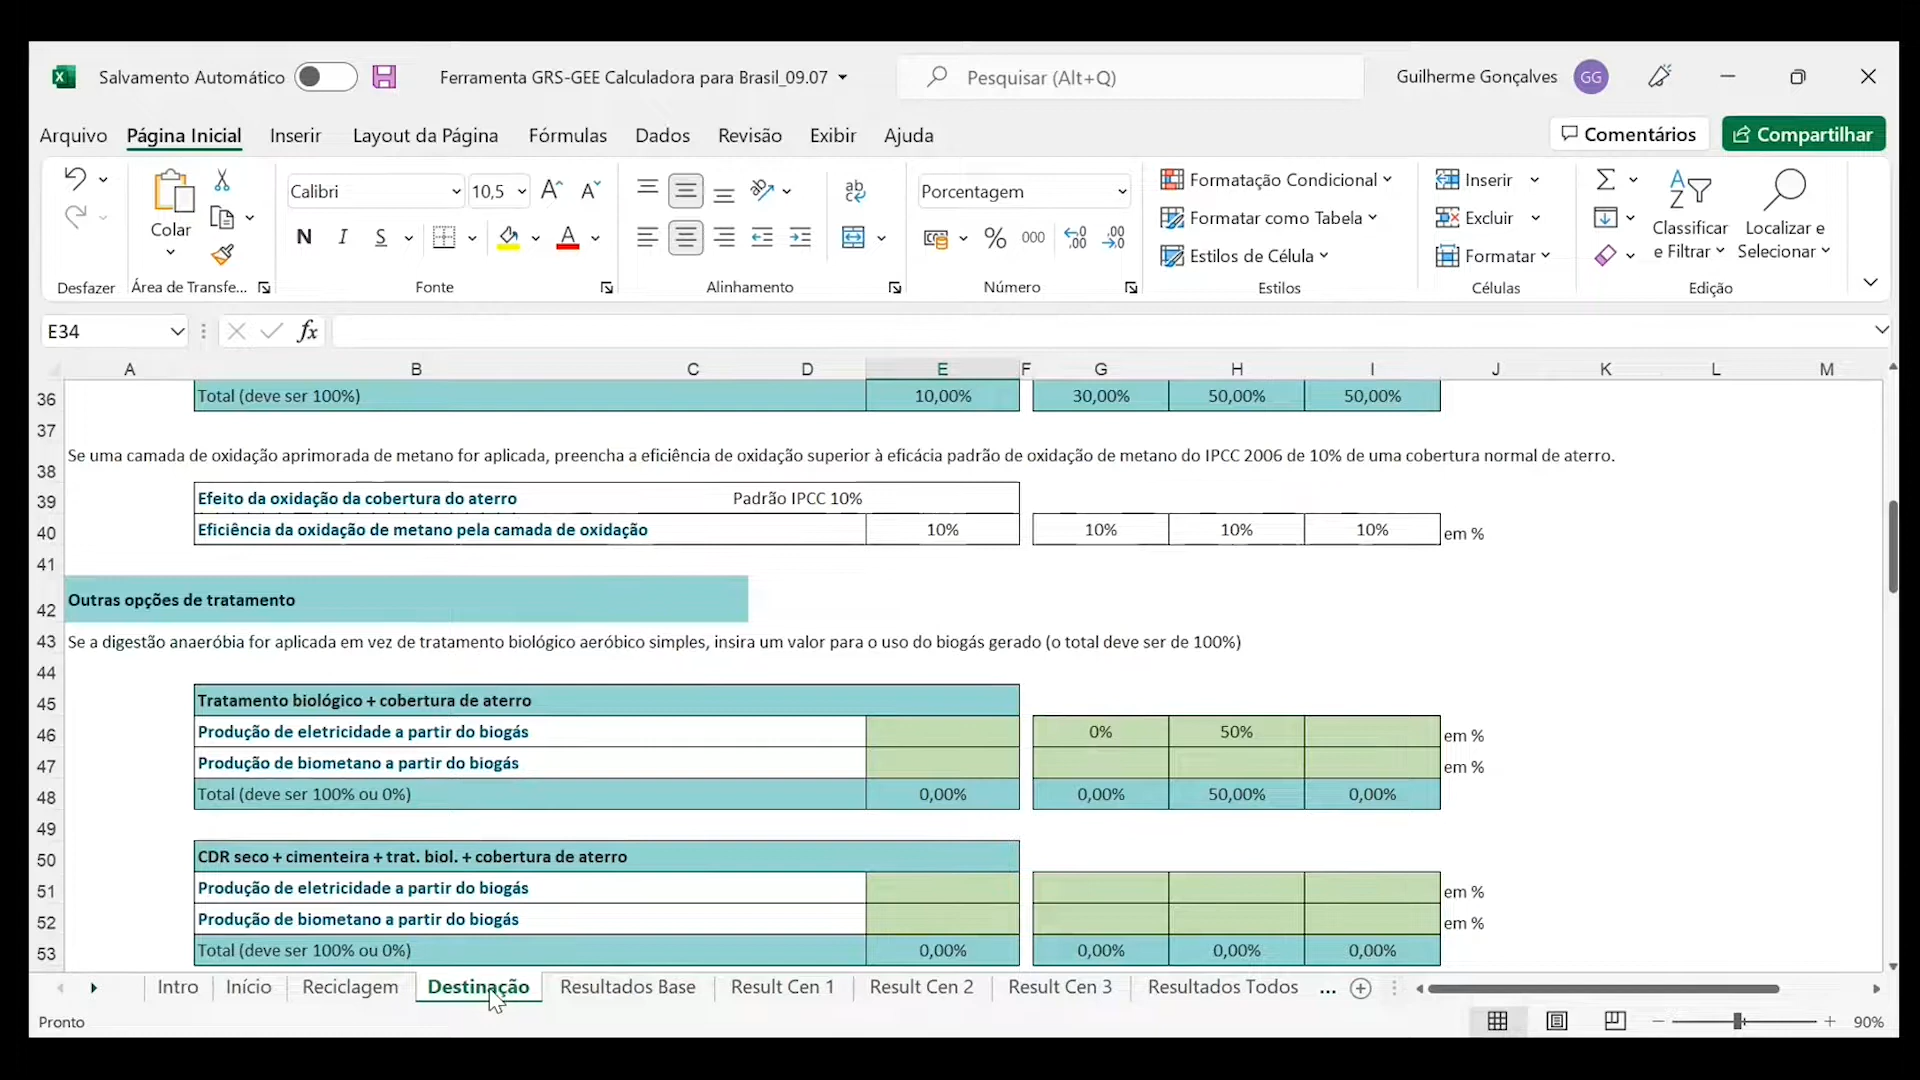 Salvamento Automático
Ferramenta GRS-GEE Calculadora para Brasil_09.07
Pesquisar (Alt+Q)
Guilherme Gonçalves
GG
Arquivo
Página Inicial
Inserir
Layout da Página
Fórmulas
Dados
Revisão
Exibir
Ajuda
Comentários
Compartilhar
Desfazer
Colar
Área de Transfe...
Calibri
10,5
N I S
Fonte
ab
Alinhamento
Porcentagem
% 000
Número
Formatação Condicional
Formatar como Tabela
Estilos de Célula
Estilos
Inserir
Excluir
Formatar
Células
Classificar
e Filtrar
Localizar e
Selecionar
Edição
E34
fx
A B C D E F G H I J K L M
36 Total (deve ser 100%) 10,00% 30,00% 50,00% 50,00%
37
38 Se uma camada de oxidação aprimorada de metano for aplicada, preencha a eficiência de oxidação superior à eficácia padrão de oxidação de metano do IPCC 2006 de 10% de uma cobertura normal de aterro.
39 Efeito da oxidação da cobertura do aterro Padrão IPCC 10%
40 Eficiência da oxidação de metano pela camada de oxidação 10% 10% 10% 10% em %
41
42 Outras opções de tratamento
43 Se a digestão anaeróbia for aplicada em vez de tratamento biológico aeróbico simples, insira um valor para o uso do biogás gerado (o total deve ser de 100%)
44
45 Tratamento biológico + cobertura de aterro
46 Produção de eletricidade a partir do biogás 0% 50% em %
47 Produção de biometano a partir do biogás em %
48 Total (deve ser 100% ou 0%) 0,00% 0,00% 50,00% 0,00%
49
50 CDR seco + cimenteira + trat. biol. + cobertura de aterro
51 Produção de eletricidade a partir do biogás em %
52 Produção de biometano a partir do biogás em %
53 Total (deve ser 100% ou 0%) 0,00% 0,00% 0,00% 0,00%
Intro
Início
Reciclagem
Destinação
Resultados Base
Result Cen 1
Result Cen 2
Result Cen 3
Resultados Todos
...
Pronto
90%